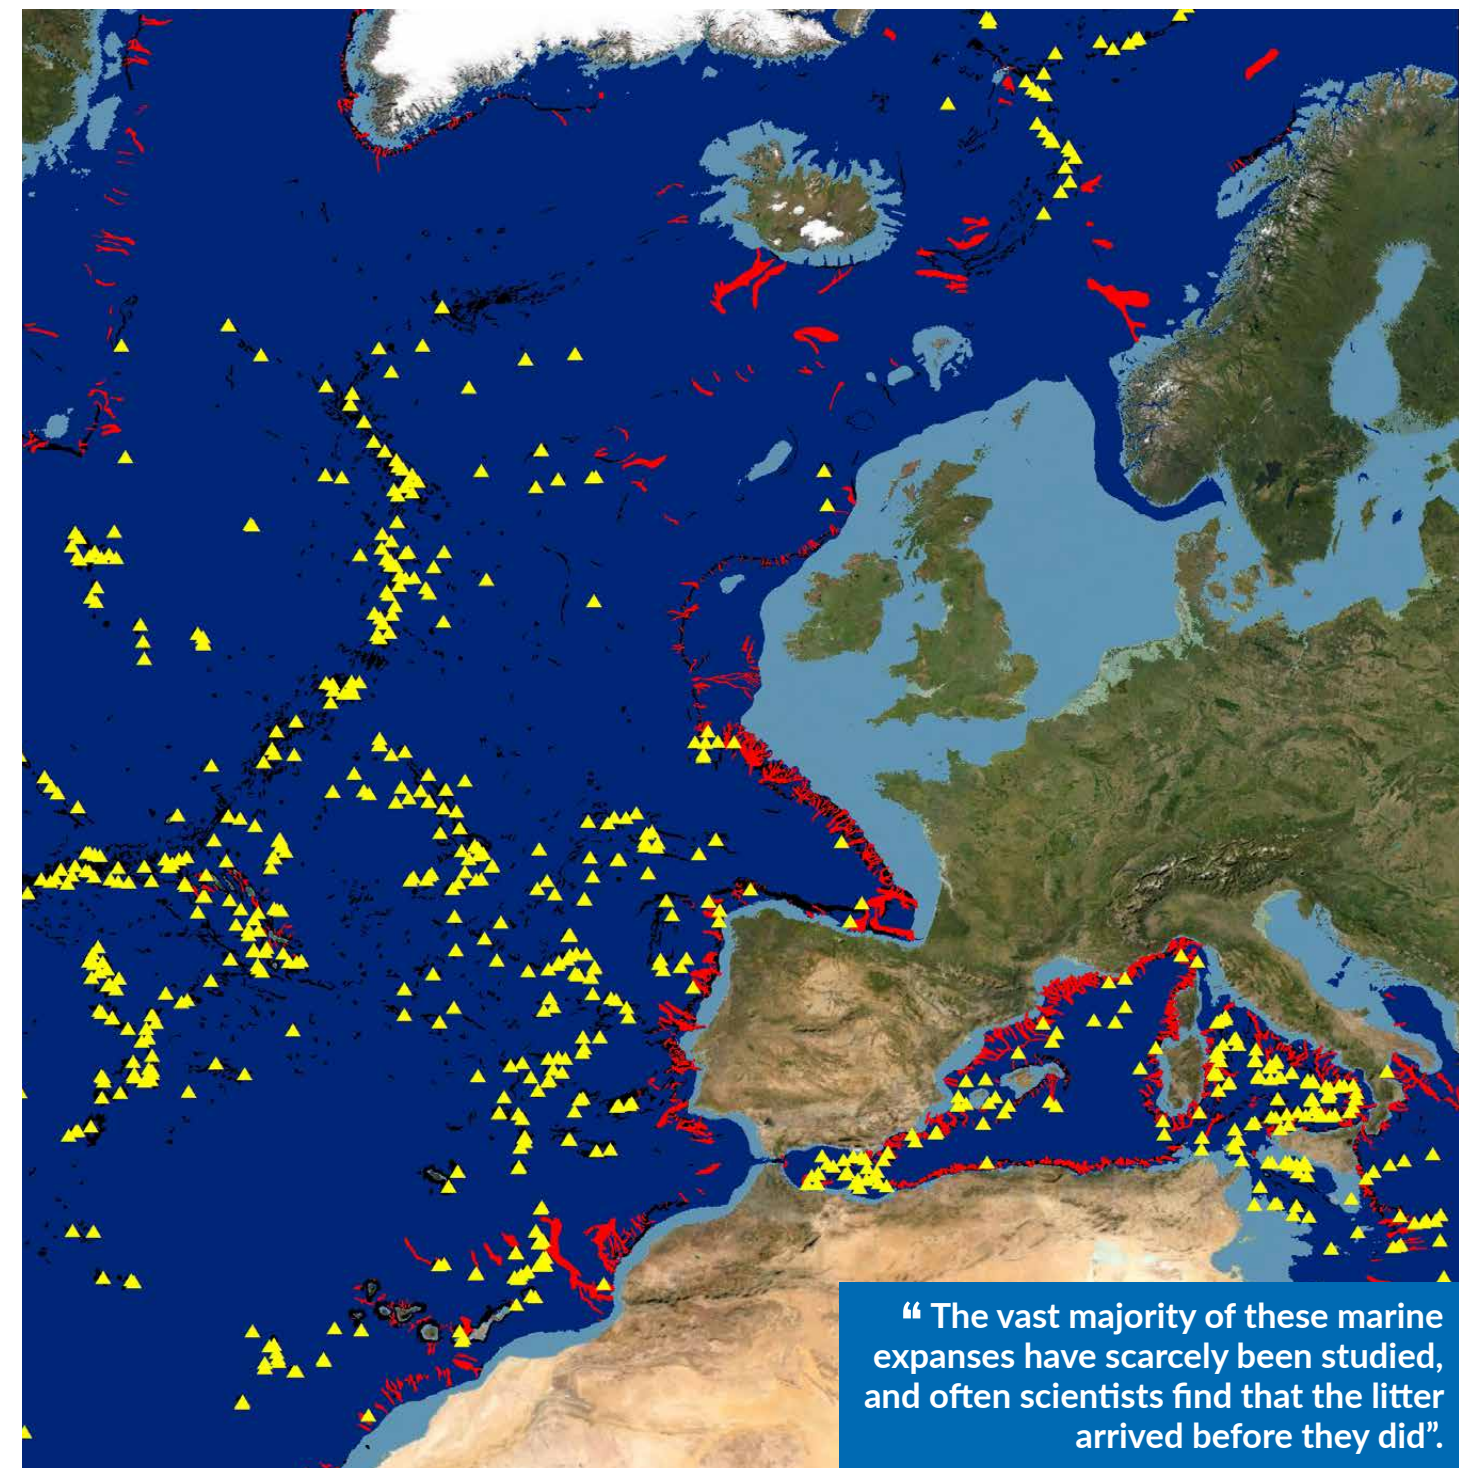 “ The vast majority of these marine
expanses have scarcely been studied,
and often scientists find that the litter
arrived before they did”.